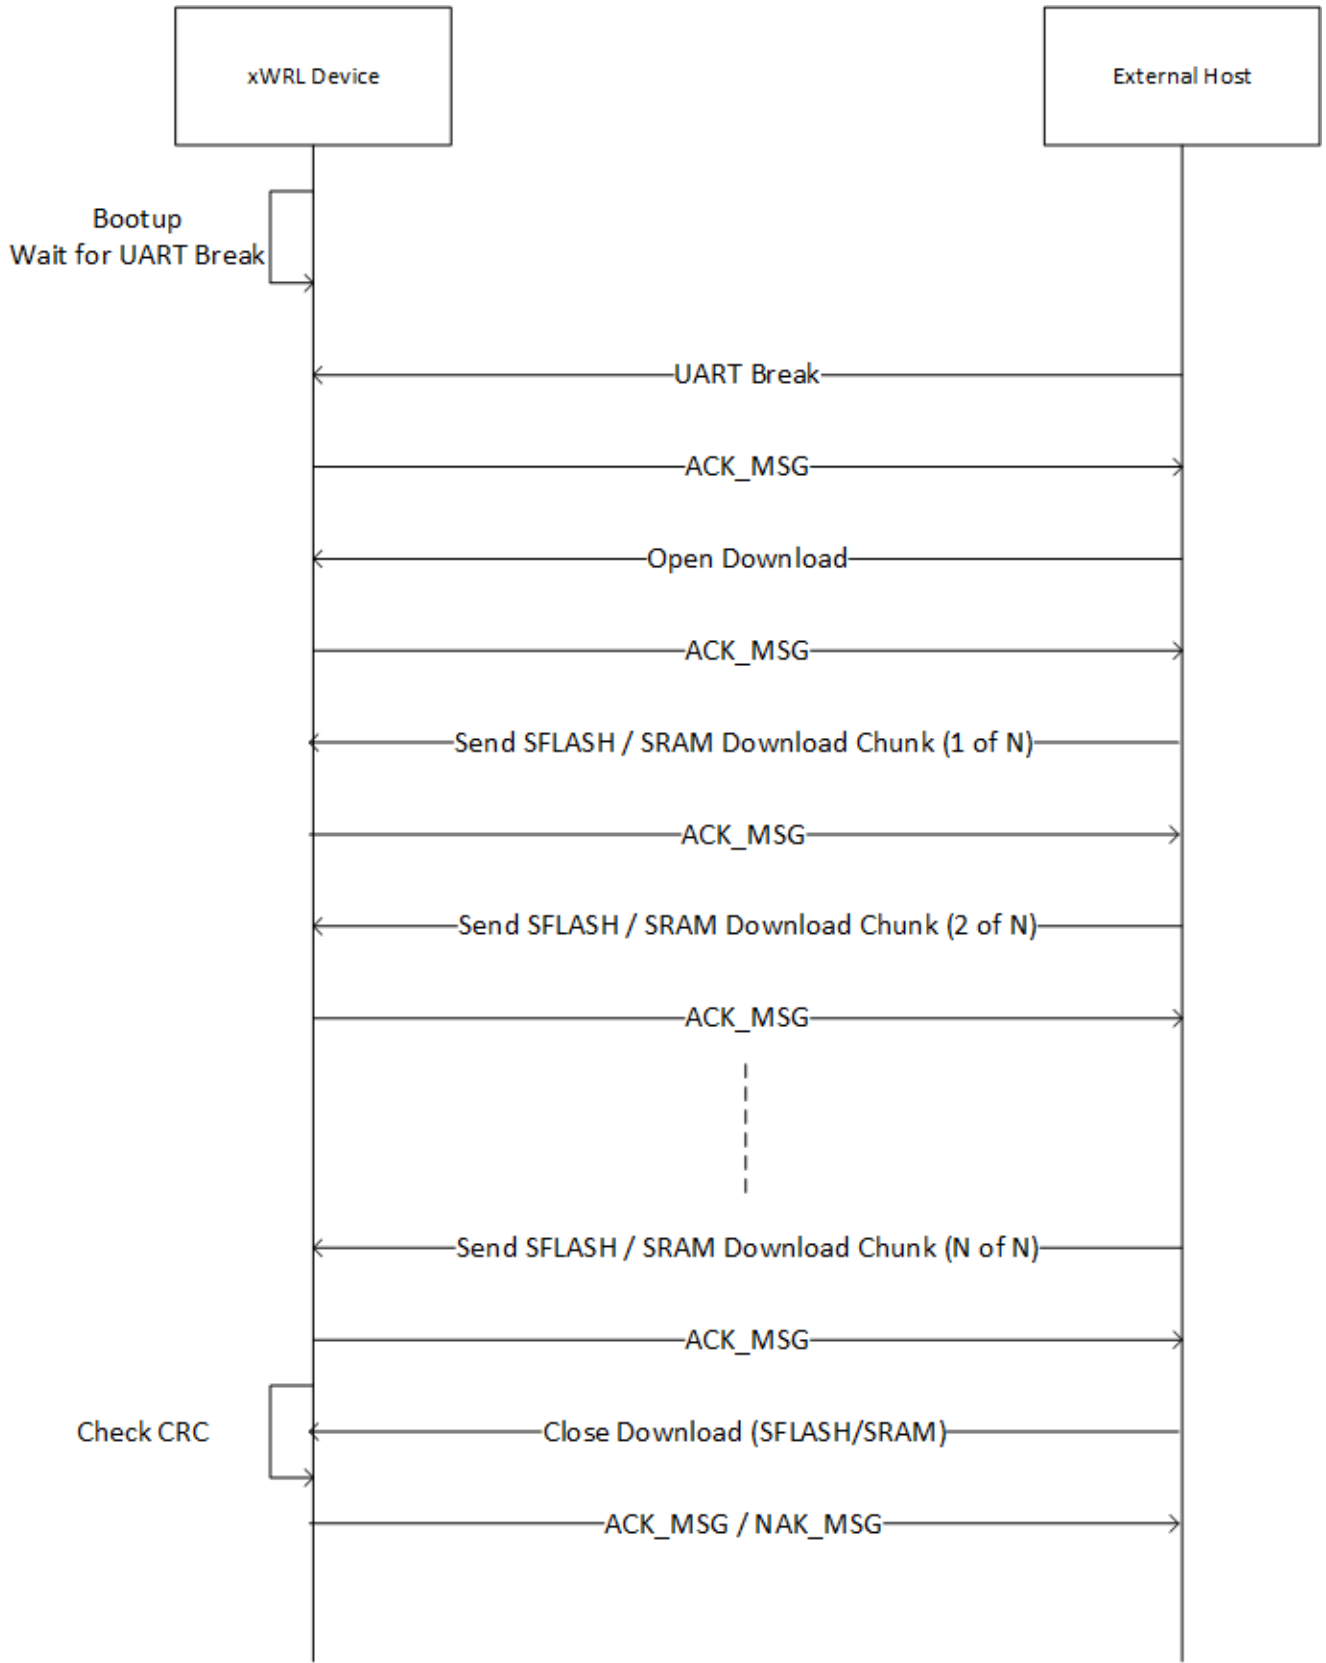 xWRL Device
External Host
Bootup
Wait for UART Break
UART Break
ACK_MSG
Open Download
ACK_MSG
Send SFLASH / SRAM Download Chunk (1 of N)
ACK_MSG
Send SFLASH / SRAM Download Chunk (2 of N)
ACK_MSG
Send SFLASH / SRAM Download Chunk (N of N)
ACK_MSG
Check CRC
Close Download (SFLASH/SRAM)
ACK_MSG / NAK_MSG